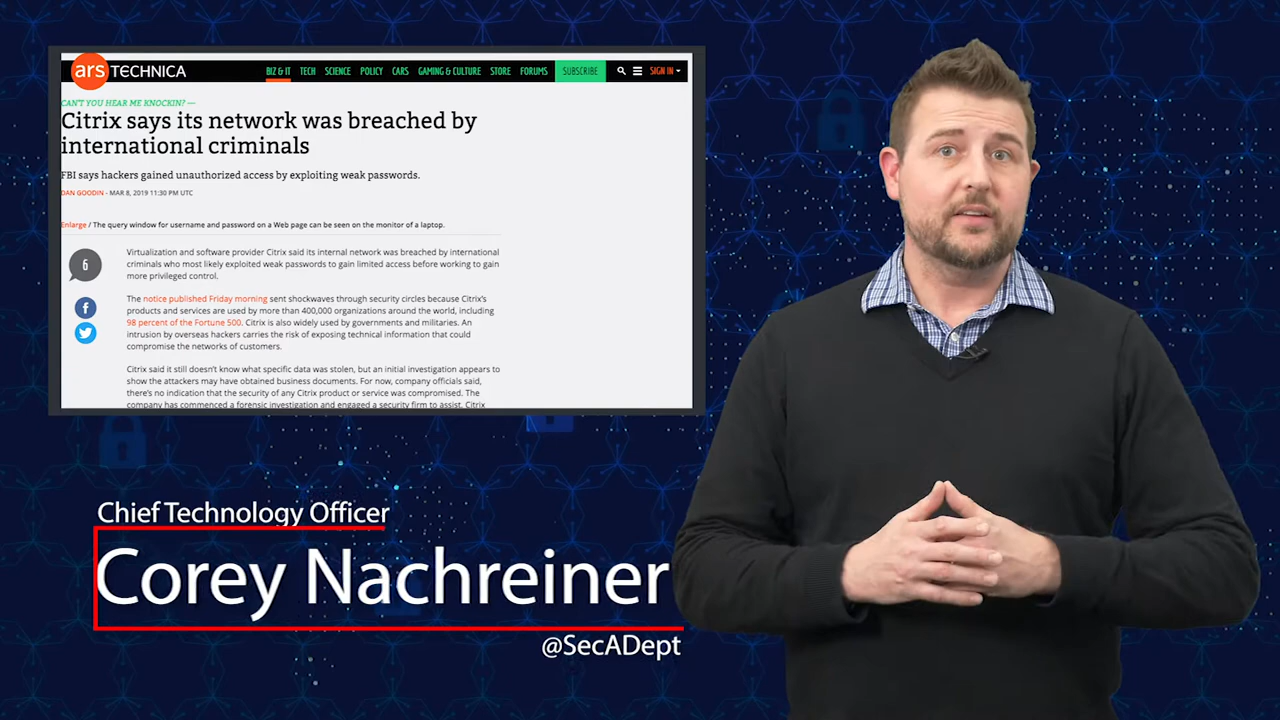 ars TECHNICA
BIZ & IT TECH SCIENCE POLICY CARS GAMING & CULTURE STORE FORUMS SUBSCRIBE SIGN IN
CAN'T YOU HEAR ME KNOCKIN? —
Citrix says its network was breached by
international criminals
FBI says hackers gained unauthorized access by exploiting weak passwords.
DAN GOODIN - MAR 8, 2019 11:30 PM UTC
Enlarge / The query window for username and password on a Web page can be seen on the monitor of a laptop.
6
Virtualization and software provider Citrix said its internal network was breached by international
criminals who most likely exploited weak passwords to gain limited access before working to gain
more privileged control.
The notice published Friday morning sent shockwaves through security circles because Citrix's
products and services are used by more than 400,000 organizations around the world, including
98 percent of the Fortune 500. Citrix is also widely used by governments and militaries. An
intrusion by overseas hackers carries the risk of exposing technical information that could
compromise the networks of customers.
Citrix said it still doesn't know what specific data was stolen, but an initial investigation appears to
show the attackers may have obtained business documents. For now, company officials said,
there's no indication that the security of any Citrix product or service was compromised. The
company has commenced a forensic investigation and engaged a security firm to assist. Citrix
Chief Technology Officer
Corey Nachreiner
@SecADept